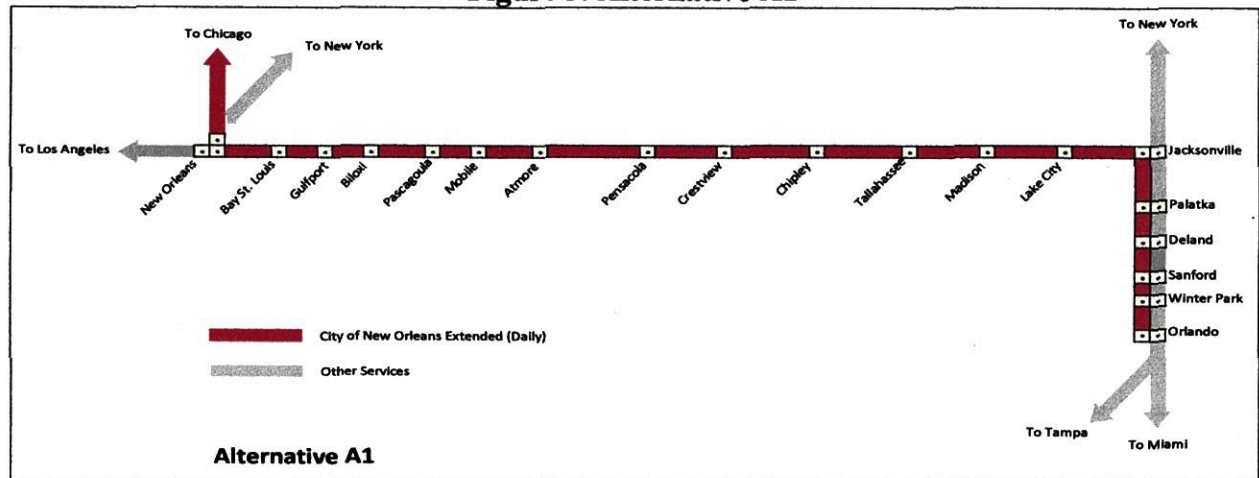 To Chicago
To New York
To New York
To Los Angeles
New Orleans
Bay St. Louis
Gulfport
Biloxi
Pascagoula
Mobile
Atmore
Pensacola
Crestview
Chipley
Tallahassee
Madison
Lake City
Jacksonville
Palatka
Deland
Sanford
Winter Park
Orlando
City of New Orleans Extended (Daily)
Other Services
To Tampa
To Miami
Alternative A1